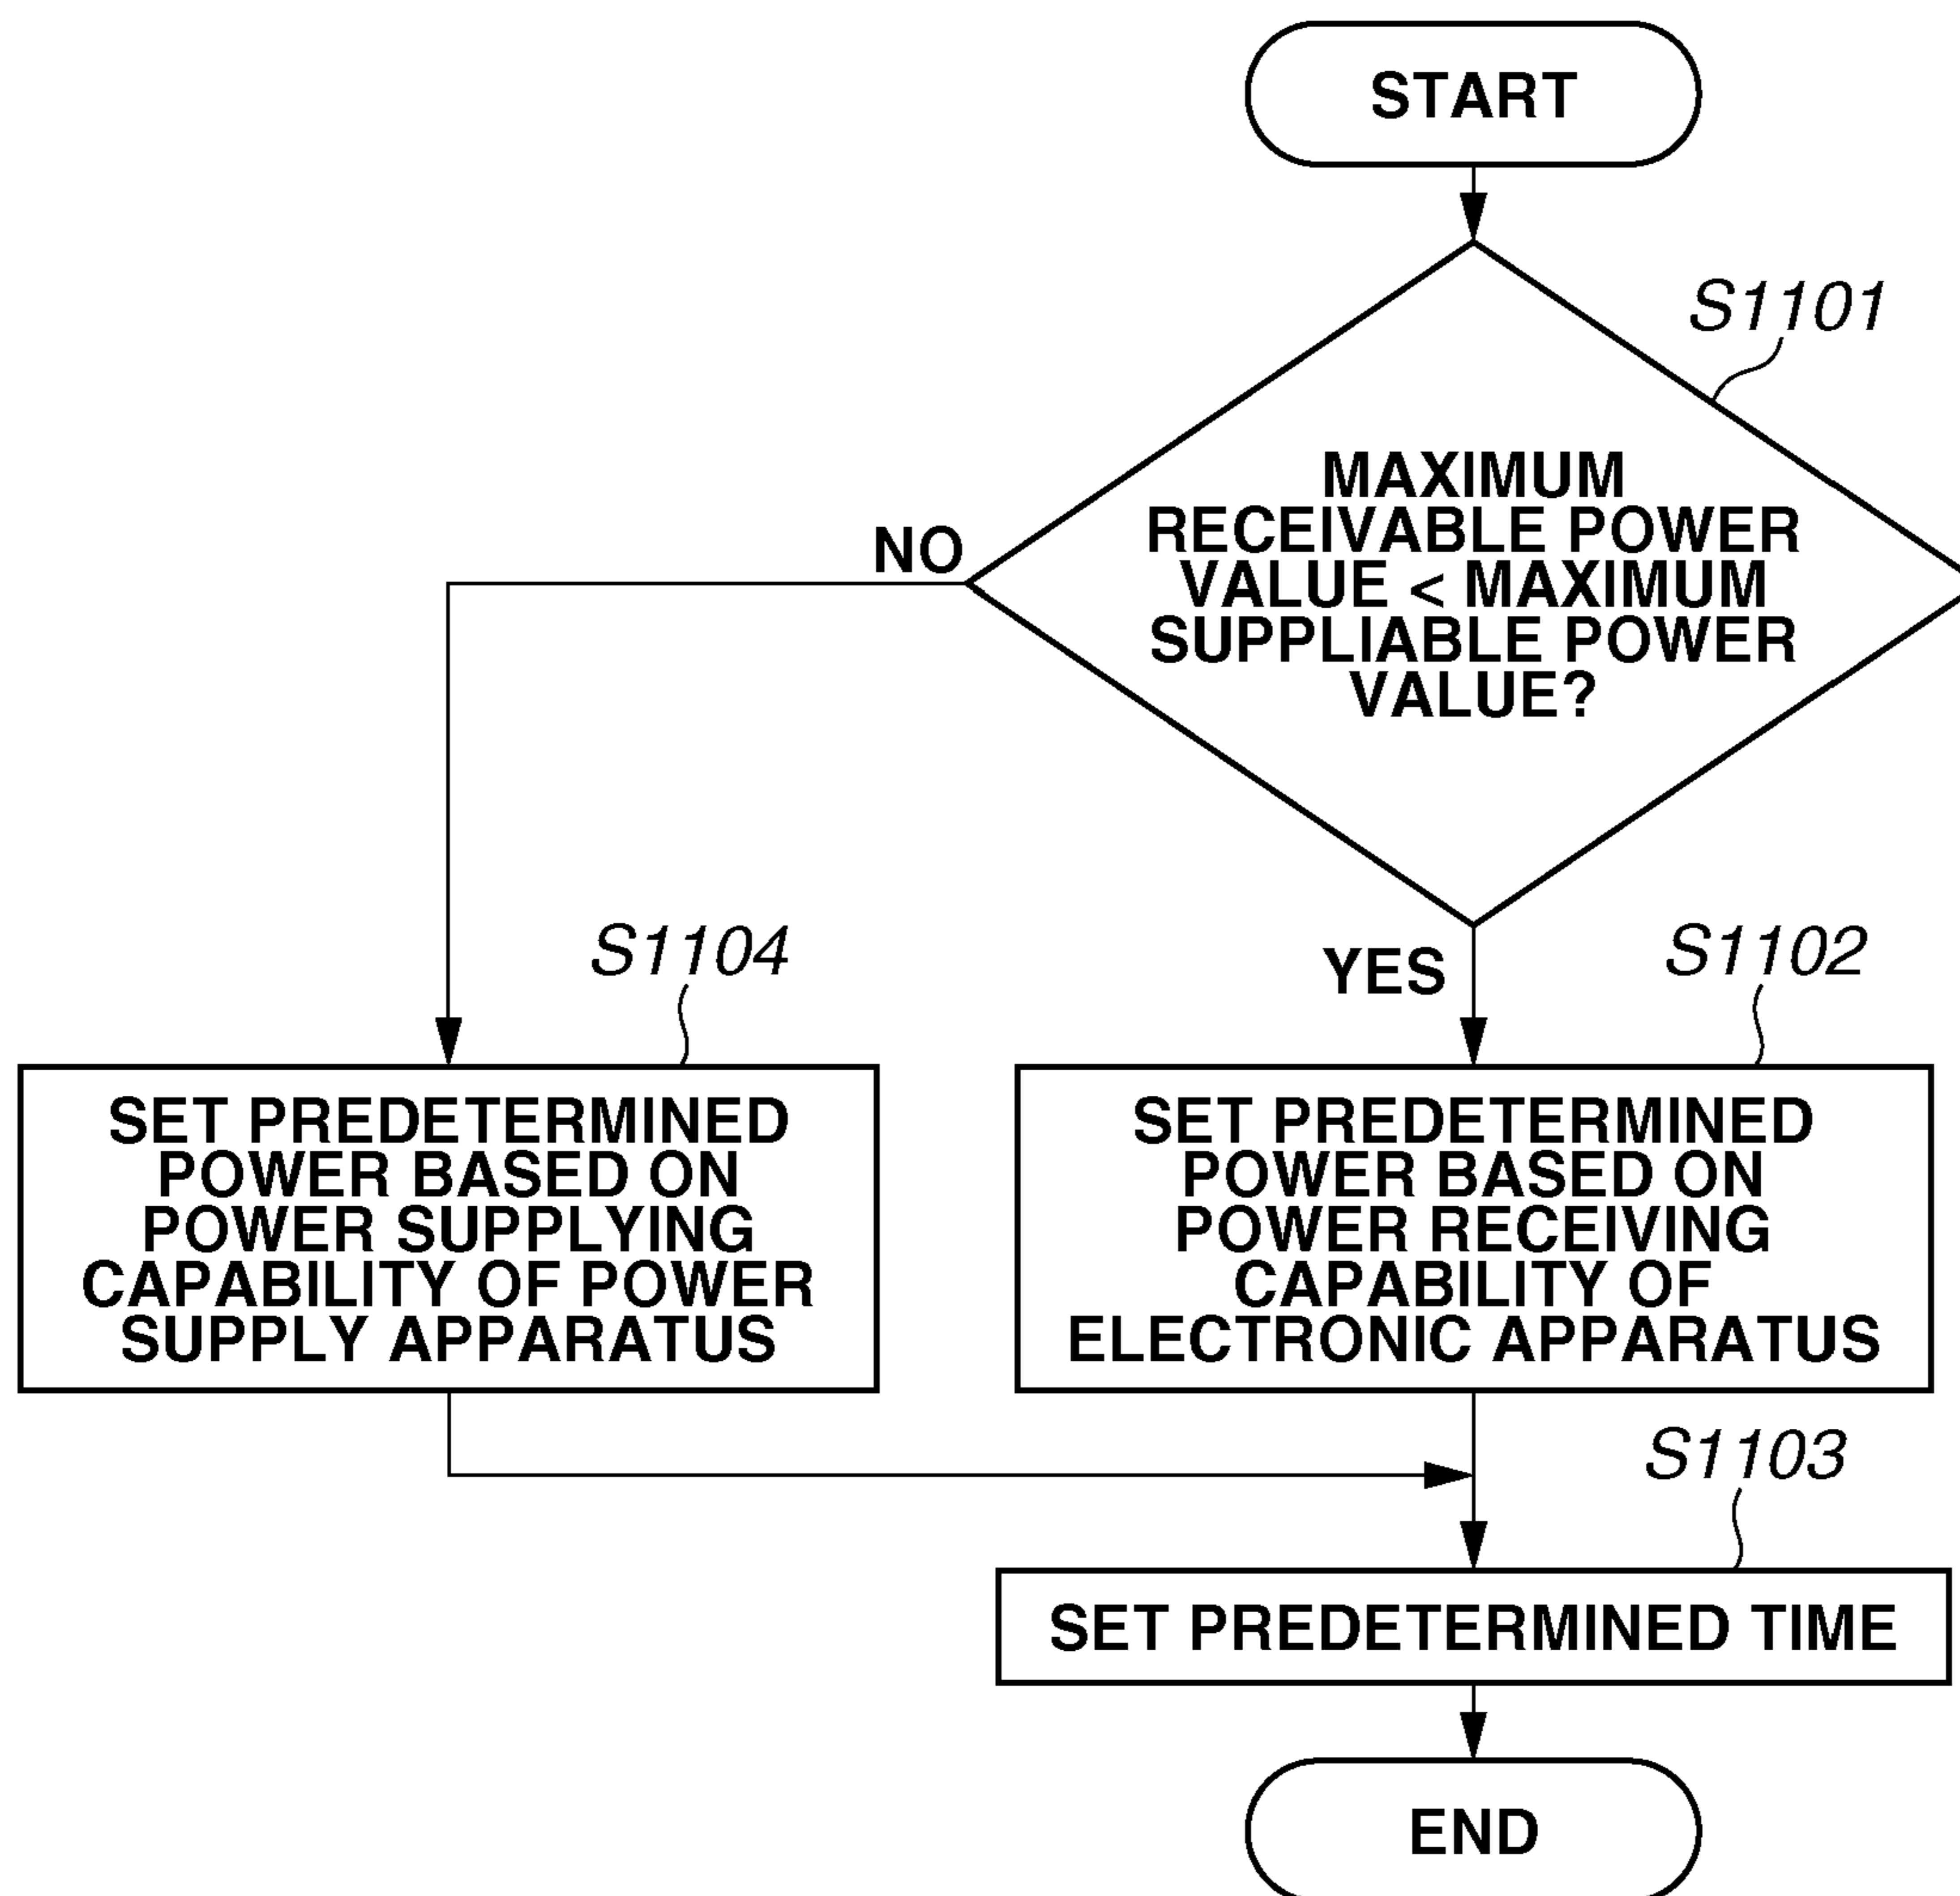 START
S1101
MAXIMUM
RECEIVABLE POWER
VALUE < MAXIMUM
SUPPLIABLE POWER
VALUE?
NO
YES
S1104
SET PREDETERMINED
POWER BASED ON
POWER SUPPLYING
CAPABILITY OF POWER
SUPPLY APPARATUS
S1102
SET PREDETERMINED
POWER BASED ON
POWER RECEIVING
CAPABILITY OF
ELECTRONIC APPARATUS
S1103
SET PREDETERMINED TIME
END